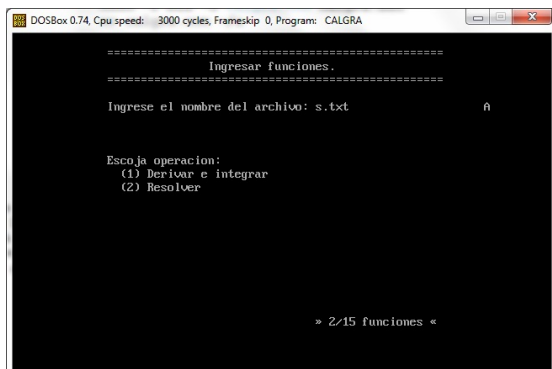 DOSBox 0.74, Cpu speed: 3000 cycles, Frameskip 0, Program: CALGRA
==================================================
Ingresar funciones.
==================================================
Ingrese el nombre del archivo: s.txt A
Escoja operacion:
(1) Derivar e integrar
(2) Resolver
» 2/15 funciones «